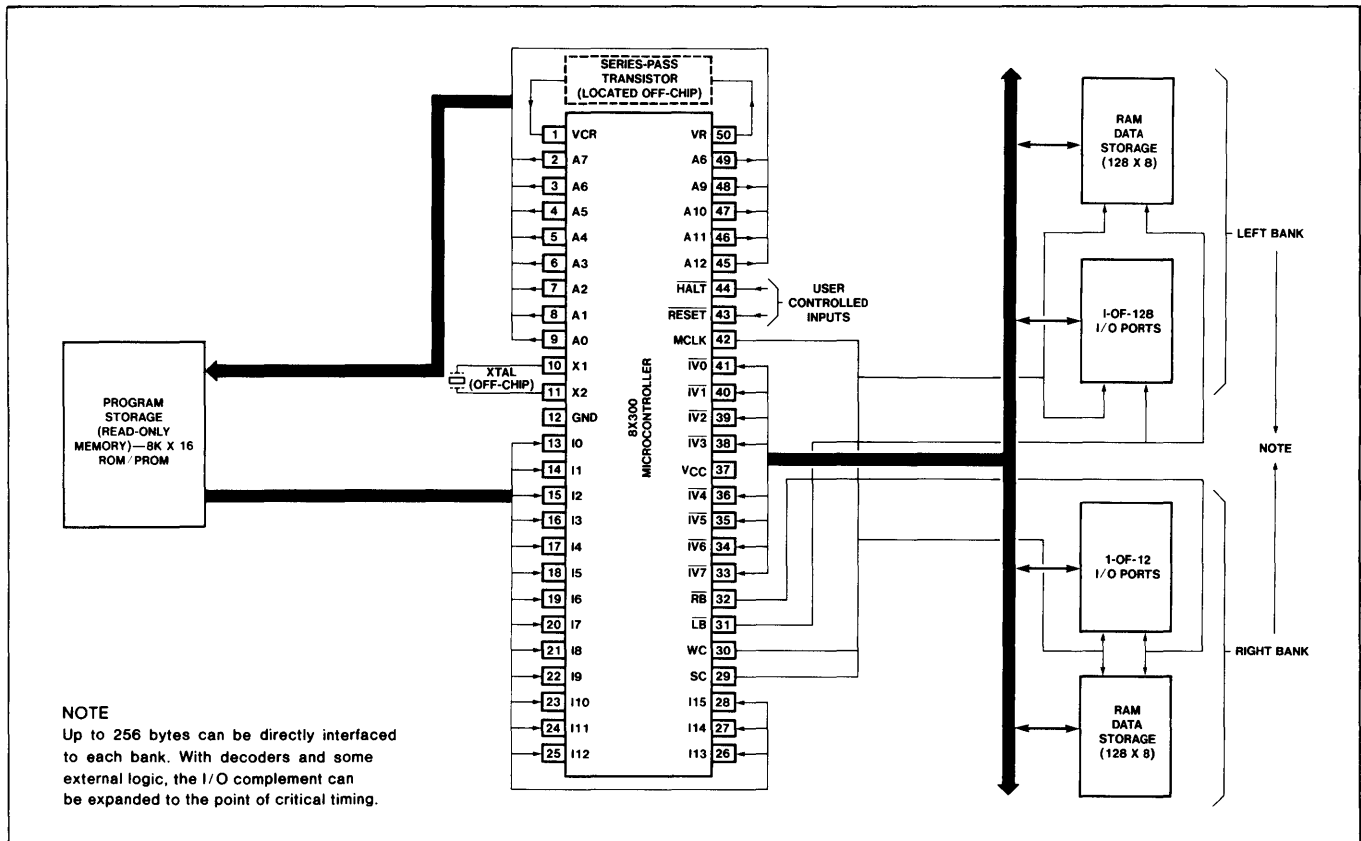 SERIES-PASS
TRANSISTOR
(LOCATED OFF-CHIP)
1 VCR
2 A7
3 A6
4 A5
5 A4
6 A3
7 A2
8 A1
9 A0
10 X1
11 X2
12 GND
13 I0
14 I1
15 I2
16 I3
17 I4
18 I5
19 I6
20 I7
21 I8
22 I9
23 I10
24 I11
25 I12
XTAL
(OFF-CHIP)
8X300
MICROCONTROLLER
VR 50
A6 49
A9 48
A10 47
A11 46
A12 45
HALT 44
RESET 43
MCLK 42
IV0 41
IV1 40
IV2 39
IV3 38
VCC 37
IV4 36
IV5 35
IV6 34
IV7 33
RB 32
LB 31
WC 30
SC 29
I15 28
I14 27
I13 26
USER
CONTROLLED
INPUTS
PROGRAM
STORAGE
(READ-ONLY
MEMORY)—8K X 16
ROM/PROM
RAM
DATA
STORAGE
(128 X 8)
LEFT BANK
I-OF-128
I/O PORTS
NOTE
1-OF-12
I/O PORTS
RIGHT BANK
RAM
DATA
STORAGE
(128 X 8)
NOTE
Up to 256 bytes can be directly interfaced
to each bank. With decoders and some
external logic, the I/O complement can
be expanded to the point of critical timing.